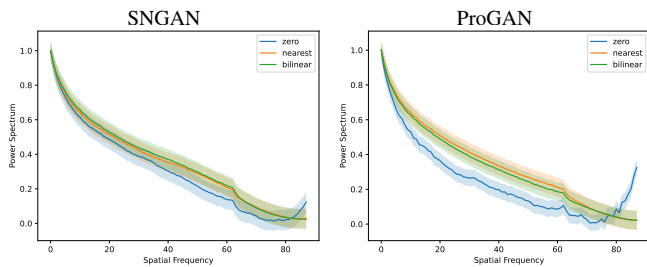 SNGAN
zero
nearest
bilinear
Power Spectrum
1.0
0.8
0.6
0.4
0.2
0.0
0
20
40
60
80
Spatial Frequency
ProGAN
zero
nearest
bilinear
Power Spectrum
1.0
0.8
0.6
0.4
0.2
0.0
0
20
40
60
80
Spatial Frequency